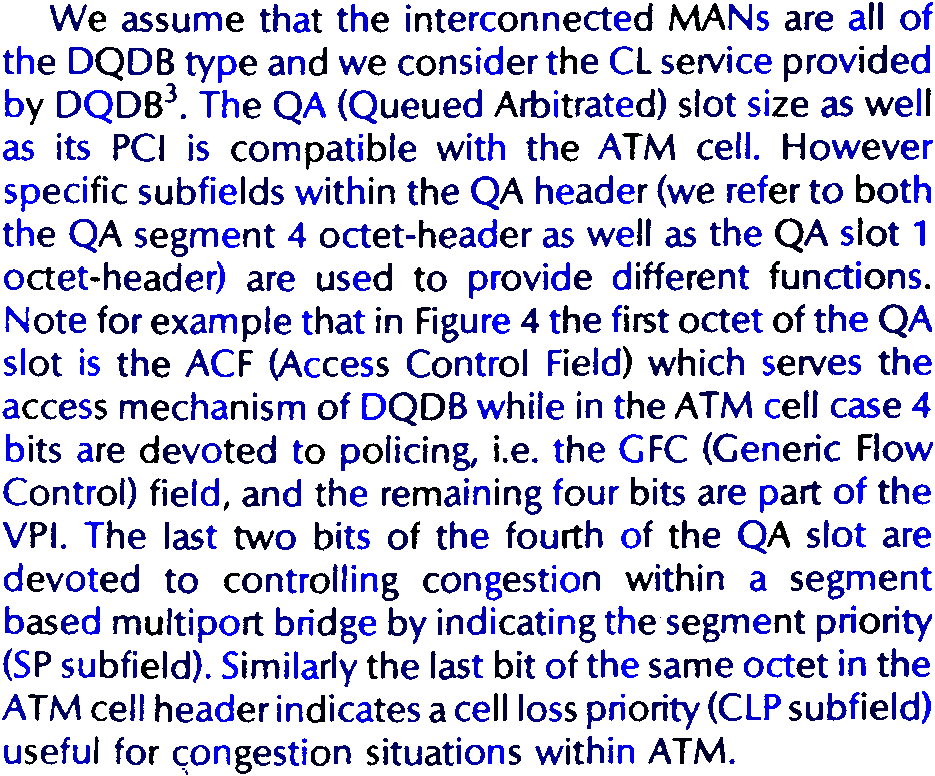 We assume that the interconnected MANs are all of
the DQDB type and we consider the CL service provided
by DQDB³. The QA (Queued Arbitrated) slot size as well
as its PCI is compatible with the ATM cell. However
specific subfields within the QA header (we refer to both
the QA segment 4 octet-header as well as the QA slot 1
octet-header) are used to provide different functions.
Note for example that in Figure 4 the first octet of the QA
slot is the ACF (Access Control Field) which serves the
access mechanism of DQDB while in the ATM cell case 4
bits are devoted to policing, i.e. the GFC (Generic Flow
Control) field, and the remaining four bits are part of the
VPI. The last two bits of the fourth of the QA slot are
devoted to controlling congestion within a segment
based multiport bridge by indicating the segment priority
(SP subfield). Similarly the last bit of the same octet in the
ATM cell header indicates a cell loss priority (CLP subfield)
useful for congestion situations within ATM.